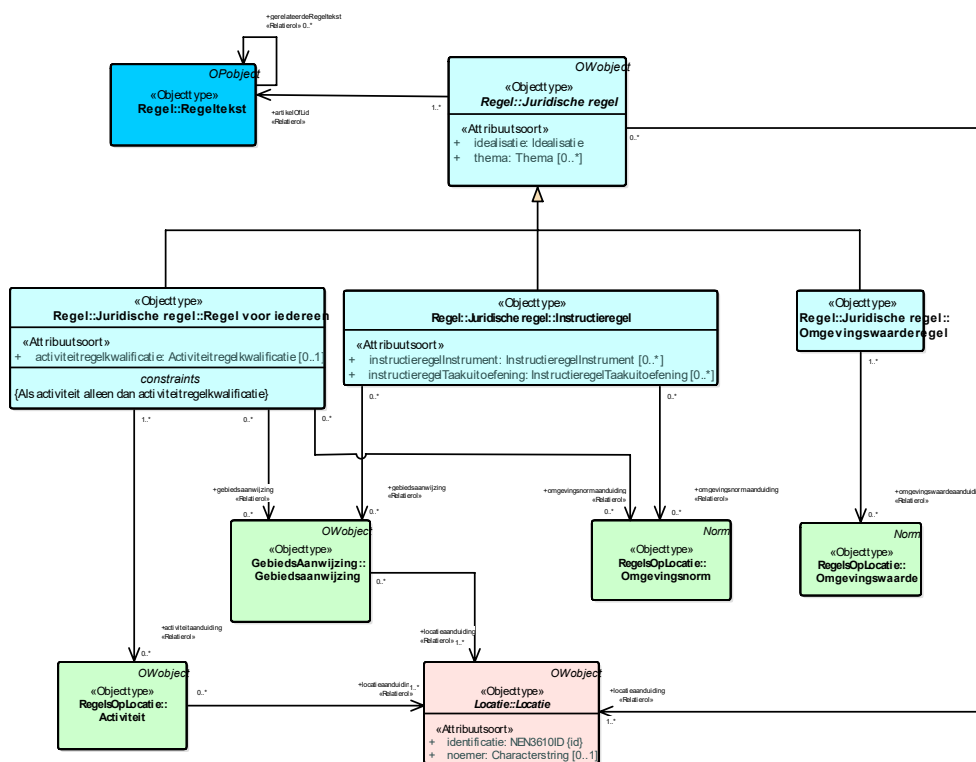 +gerelateerdeRegeltekst
«Relatierol» 0..*
OPobject
«Objecttype»
Regel::Regeltekst
+artikelOfLid
«Relatierol»
1..*
OWobject
«Objecttype»
Regel::Juridische regel
«Attribuutsoort»
+ idealisatie: Idealisatie
+ thema: Thema [0..*]
0..*
«Objecttype»
Regel::Juridische regel::Regel voor iedereen
«Attribuutsoort»
+ activiteitregelkwalificatie: Activiteitregelkwalificatie [0..1]
constraints
{Als activiteit alleen dan activiteitregelkwalificatie}
«Objecttype»
Regel::Juridische regel::Instructieregel
«Attribuutsoort»
+ instructieregelInstrument: InstructieregelInstrument [0..*]
+ instructieregelTaakuitoefening: InstructieregelTaakuitoefening [0..*]
«Objecttype»
Regel::Juridische regel::
Omgevingswaarderegel
1..*
0..*
0..*
0..*
0..*
1..*
+gebiedsaanwijzing
«Relatierol»
0..*
+gebiedsaanwijzing
«Relatierol»
0..*
+omgevingsnormaanduiding
«Relatierol»
0..*
+omgevingsnormaanduiding
«Relatierol»
0..*
+omgevingswaardeaanduid
«Relatierol»
0..*
OWobject
«Objecttype»
GebiedsAanwijzing::
Gebiedsaanwijzing
0..*
Norm
«Objecttype»
RegelsOpLocatie::
Omgevingsnorm
Norm
«Objecttype»
RegelsOpLocatie::
Omgevingswaarde
+activiteitaanduiding
«Relatierol»
0..*
+locatieaanduiding
«Relatierol»
1..*
OWobject
«Objecttype»
RegelsOpLocatie::
Activiteit
0..*
+locatieaanduiding
«Relatierol»
1..*
OWobject
«Objecttype»
Locatie::Locatie
«Attribuutsoort»
+ identificatie: NEN3610ID {id}
+ noemer: Characterstring [0..1]
+locatieaanduiding
«Relatierol»
1..*